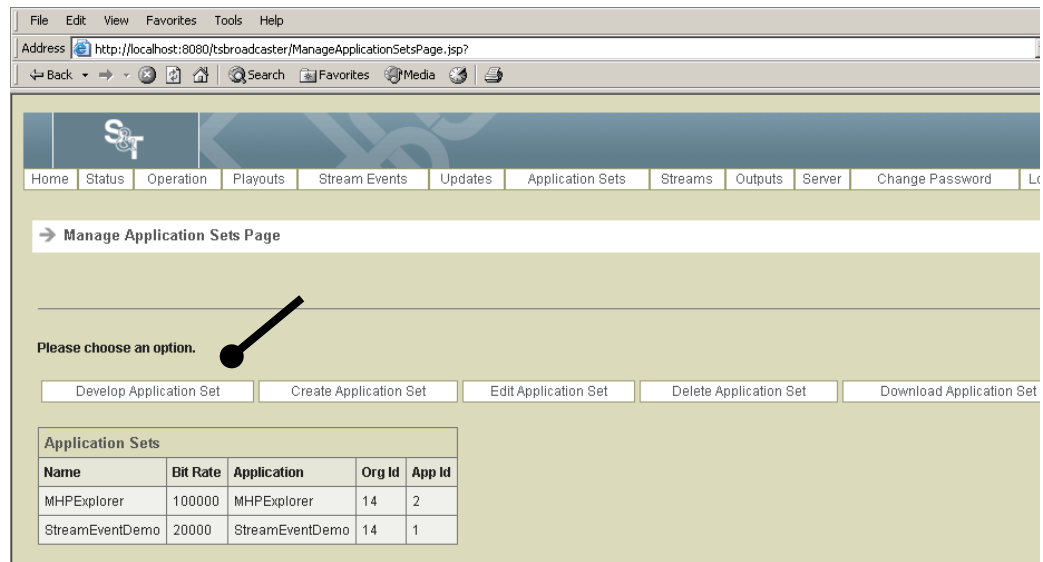 File Edit View Favorites Tools Help
Address http://localhost:8080/tsbroadcaster/ManageApplicationSetsPage.jsp?
Back Search Favorites Media
S&T
Home Status Operation Playouts Stream Events Updates Application Sets Streams Outputs Server Change Password Lo
Manage Application Sets Page
Please choose an option.
Develop Application Set Create Application Set Edit Application Set Delete Application Set Download Application Set
Application Sets
Name Bit Rate Application Org Id App Id
MHPExplorer 100000 MHPExplorer 14 2
StreamEventDemo 20000 StreamEventDemo 14 1